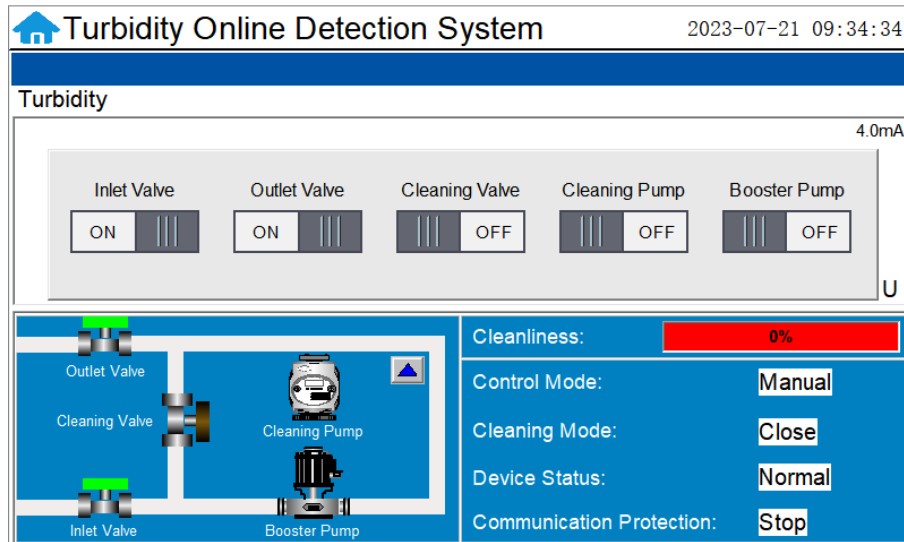 Turbidity Online Detection System
2023-07-21 09:34:34
Turbidity
4.0mA
Inlet Valve
Outlet Valve
Cleaning Valve
Cleaning Pump
Booster Pump
ON
ON
OFF
OFF
OFF
U
Outlet Valve
Cleaning Valve
Cleaning Pump
Inlet Valve
Booster Pump
Cleanliness: 0%
Control Mode: Manual
Cleaning Mode: Close
Device Status: Normal
Communication Protection: Stop